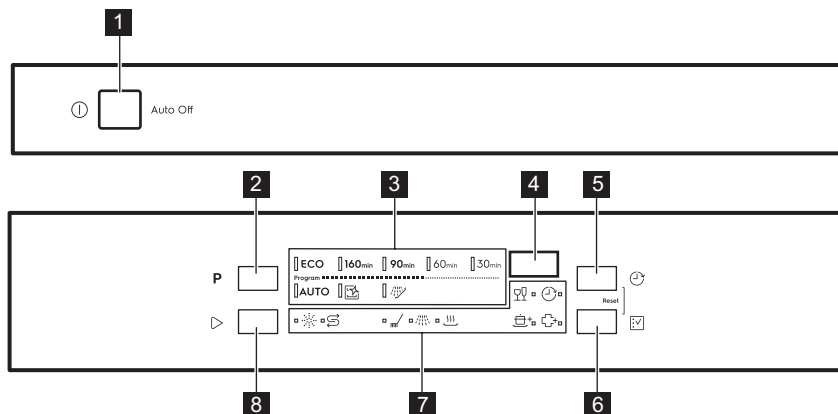 1
Auto Off
2 3 4 5
P
ECO 160min 90min 60min 30min
Program
AUTO
Reset
8 7 6